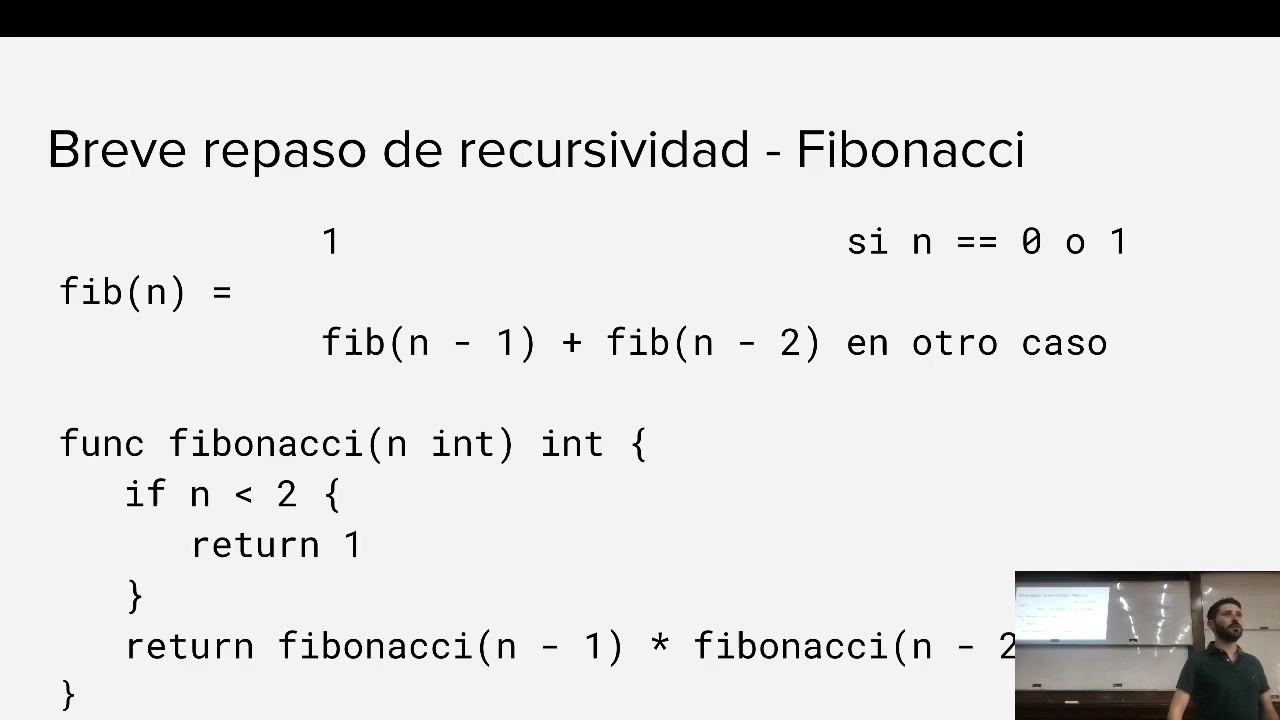 Breve repaso de recursividad - Fibonacci
1 si n == 0 o 1
fib(n) =
fib(n - 1) + fib(n - 2) en otro caso
func fibonacci(n int) int {
if n < 2 {
return 1
}
return fibonacci(n - 1) * fibonacci(n - 2
}